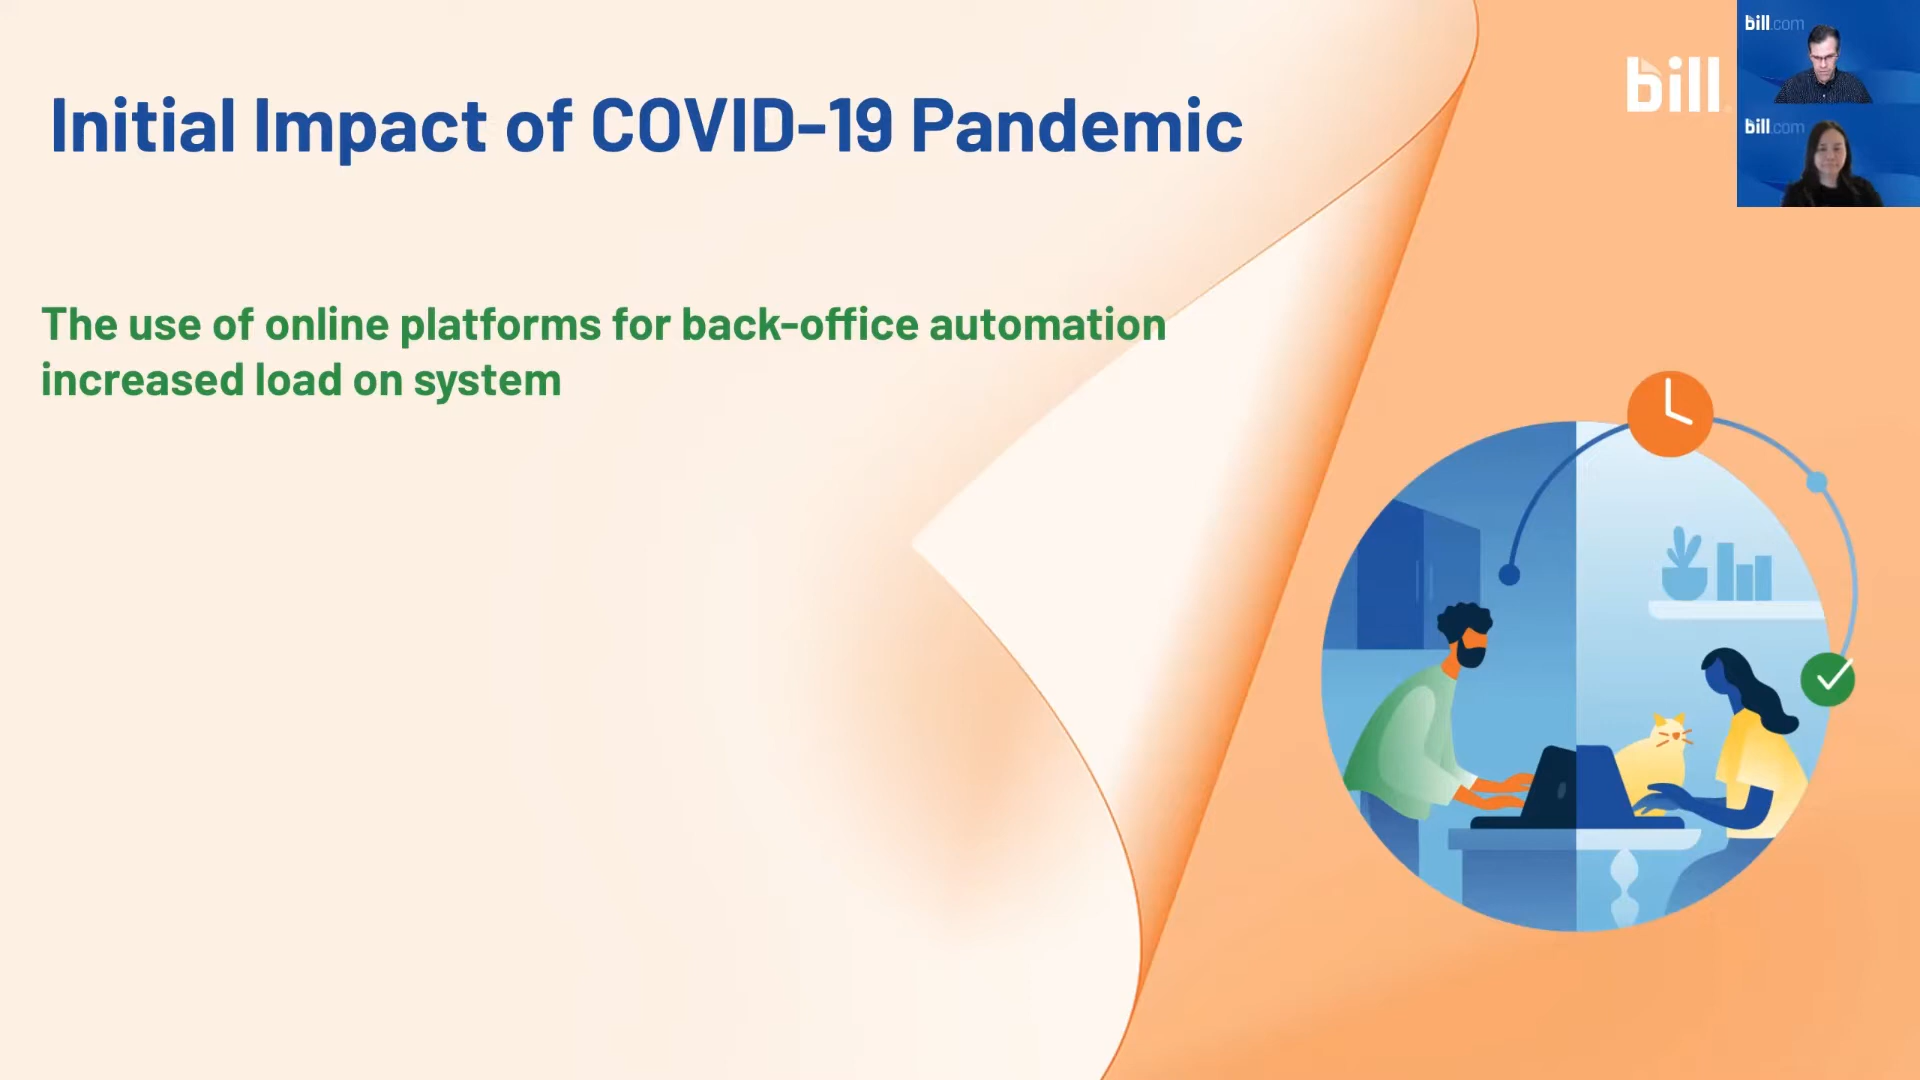 Initial Impact of COVID-19 Pandemic
bill
bill.com
bill.com
The use of online platforms for back-office automation
increased load on system